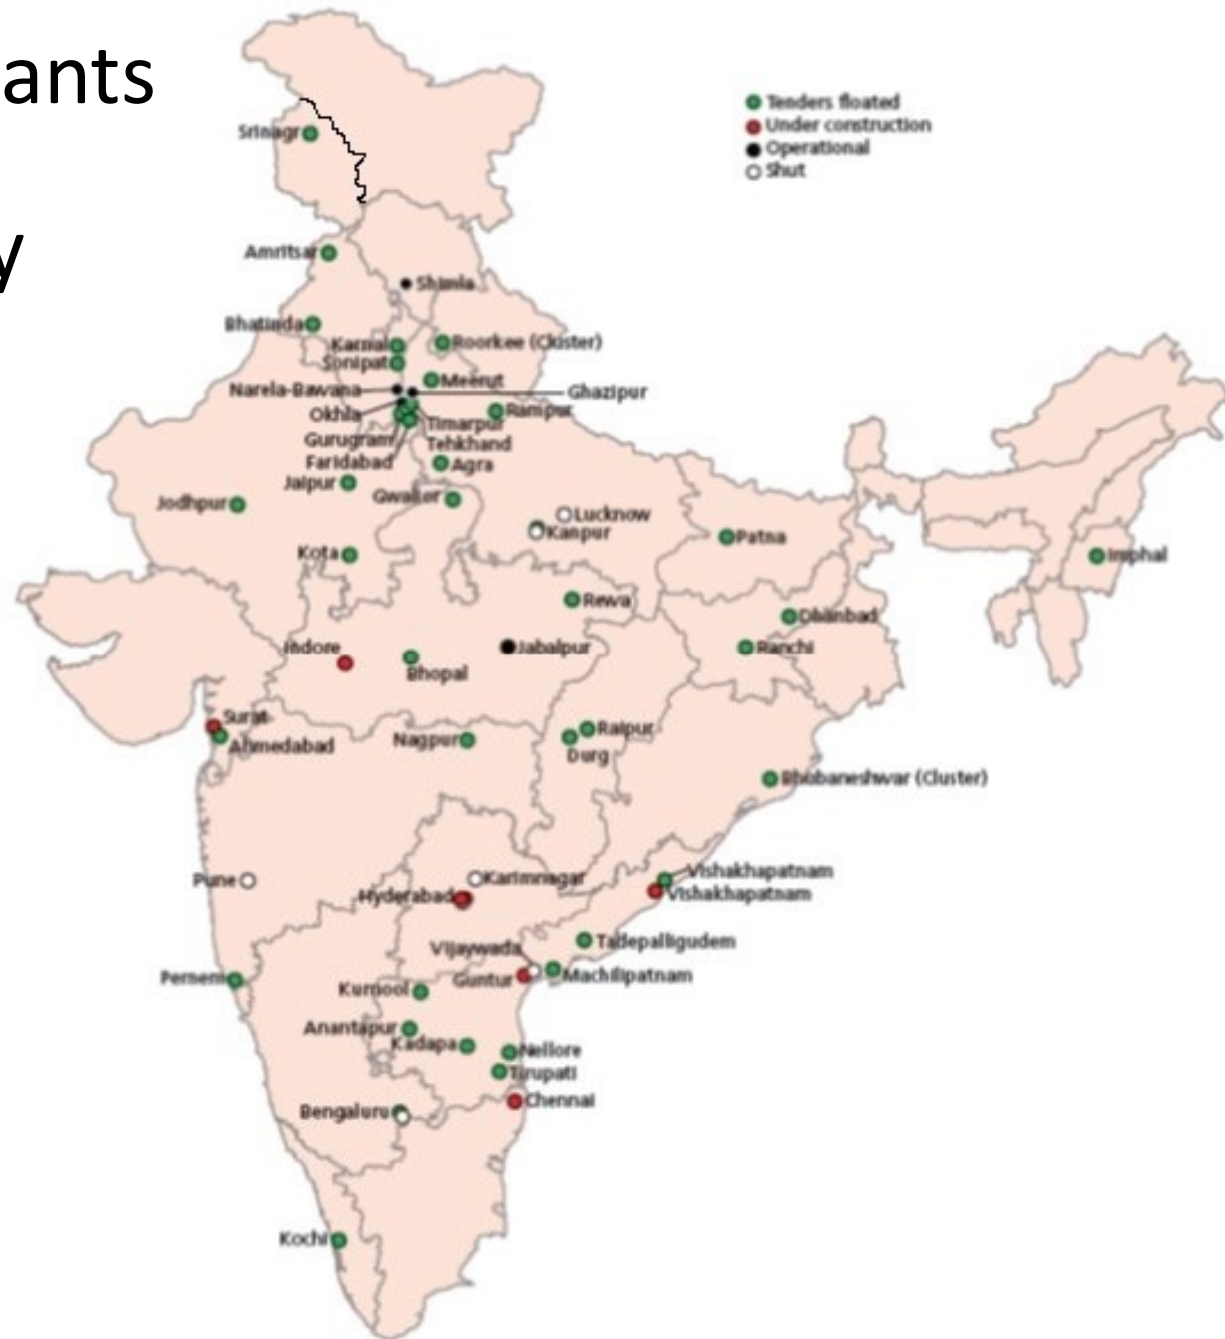 ants
y
Tenders floated
Under construction
Operational
Shut
Srinagr
Amritsar
Shimla
Bhatinda
Karnal
Roorkee (Cluster)
Sonipat
Meerut
Narela-Bawana
Ghazipur
Okhla
Rampur
Timarpur
Gurugram
Tehkhand
Faridabad
Agra
Jaipur
Gwalior
Jodhpur
Lucknow
Kanpur
Patna
Kota
Imphal
Rewa
Dhanbad
Indore
Jabalpur
Ranchi
Bhopal
Surat
Ahmedabad
Nagpur
Raipur
Durg
Bhubaneshwar (Cluster)
Pune
Karimnagar
Vishakhapatnam
Hyderabad
Vishakhapatnam
Tadepalligudem
Vijaywada
Pernem
Guntur
Machilipatnam
Kurnool
Anantapur
Kadapa
Nellore
Tirupati
Chennai
Bengaluru
Kochi